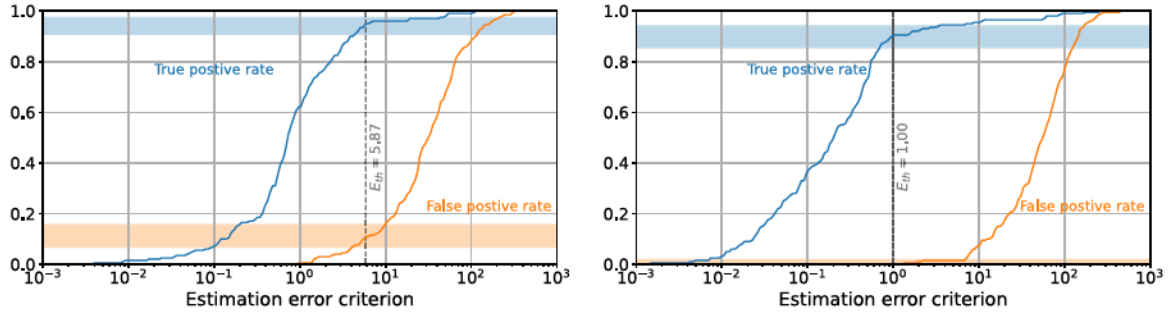 1.0
0.8
0.6
0.4
0.2
0.0
True postive rate
False postive rate
E_th = 5.87
10^−3 10^−2 10^−1 10^0 10^1 10^2 10^3
Estimation error criterion
1.0
0.8
0.6
0.4
0.2
0.0
True postive rate
False postive rate
E_th = 1.00
10^−3 10^−2 10^−1 10^0 10^1 10^2 10^3
Estimation error criterion